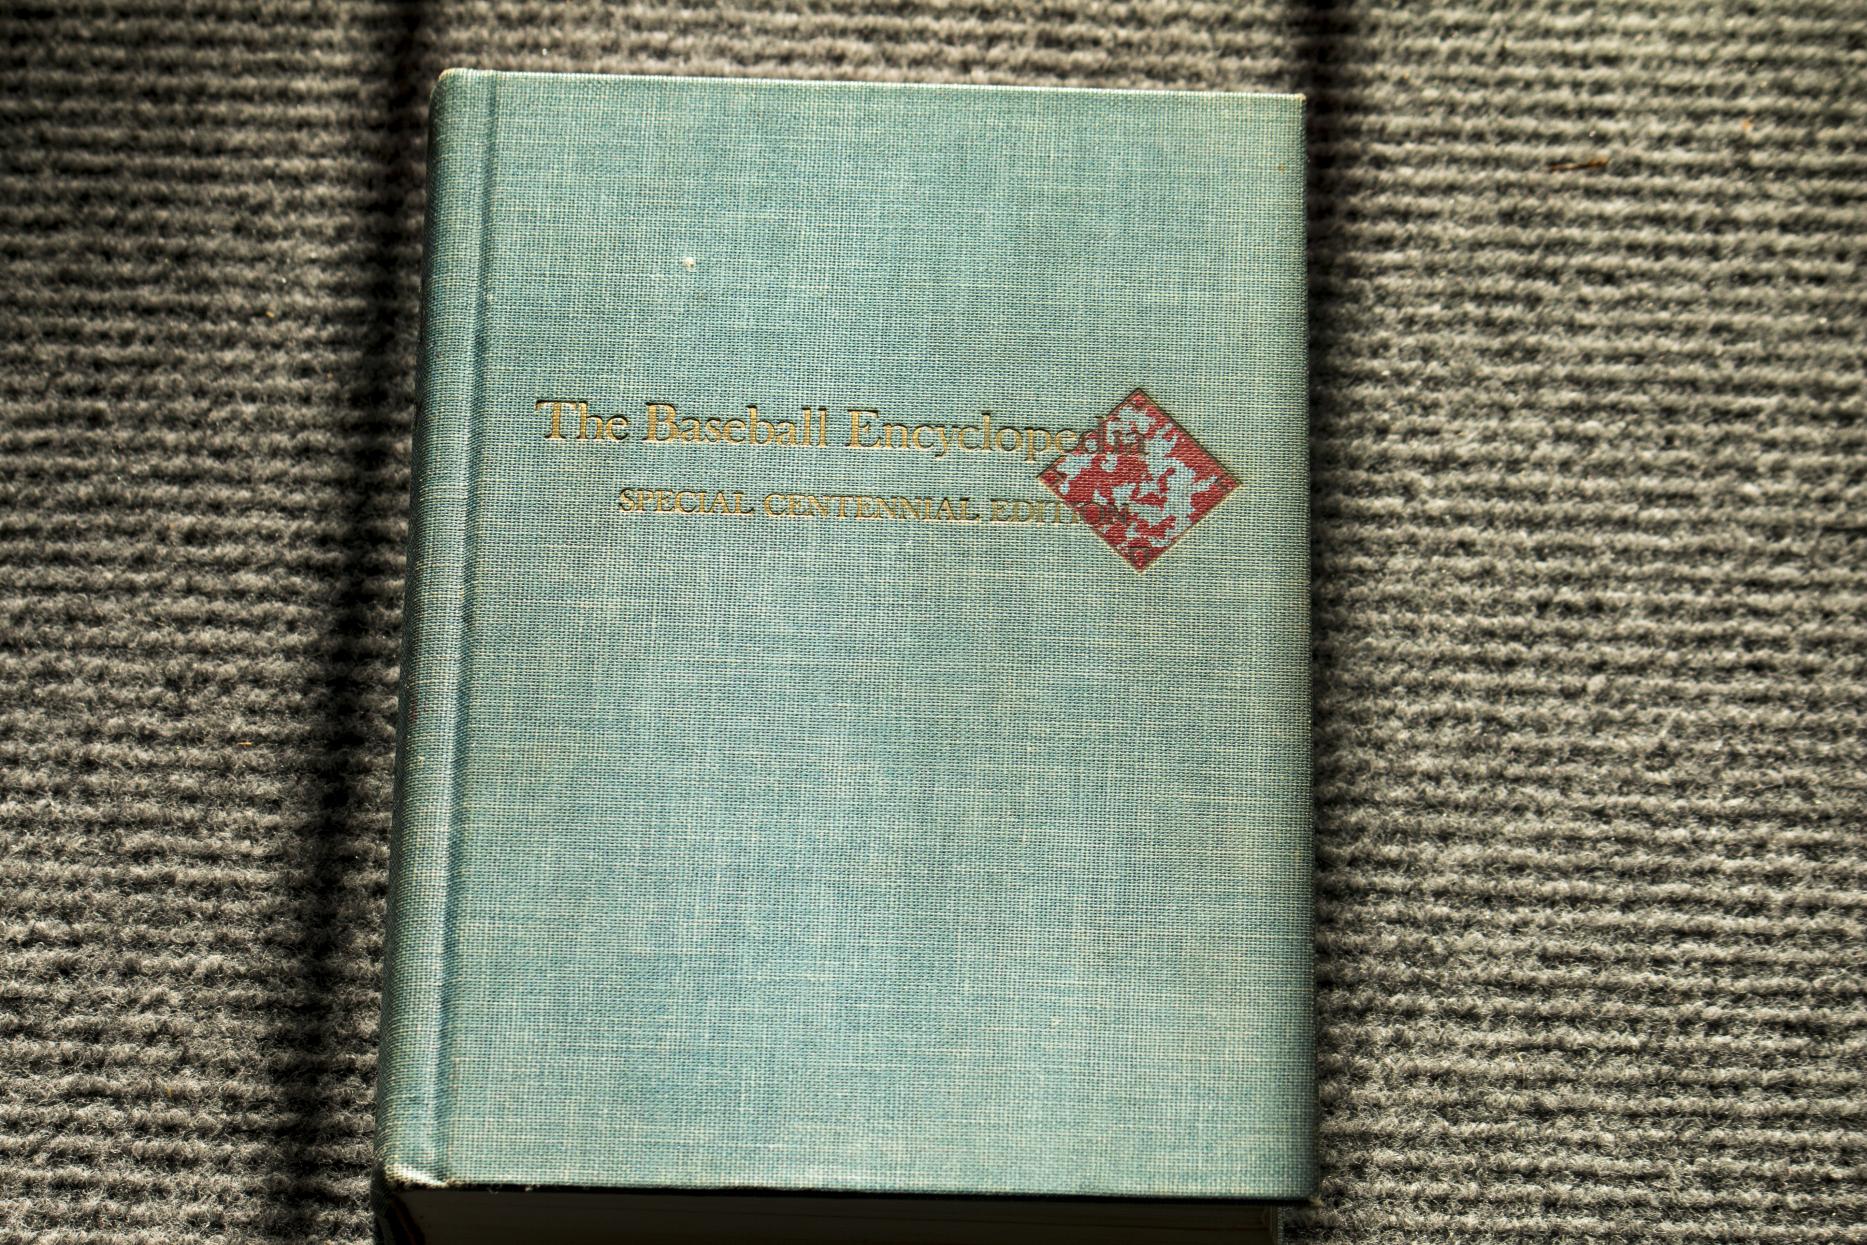 The Baseball Encyclopedia
SPECIAL CENTENNIAL EDITION